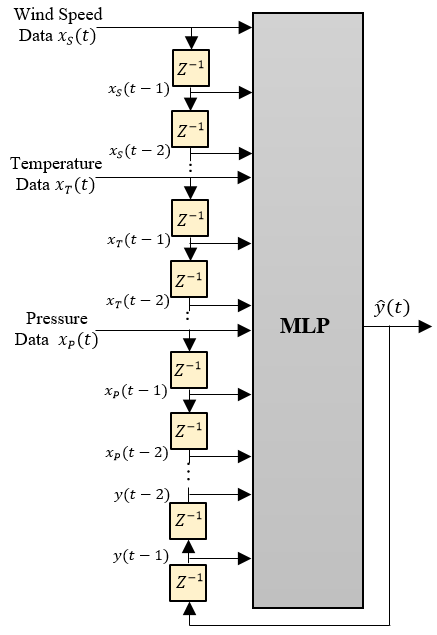 Wind Speed
Data x_S(t)
Z⁻¹
x_S(t − 1)
Z⁻¹
x_S(t − 2)
Temperature
Data x_T(t)
Z⁻¹
x_T(t − 1)
Z⁻¹
x_T(t − 2)
Pressure
Data x_P(t)
Z⁻¹
x_P(t − 1)
Z⁻¹
x_P(t − 2)
y(t − 2)
Z⁻¹
y(t − 1)
Z⁻¹
MLP
ŷ(t)